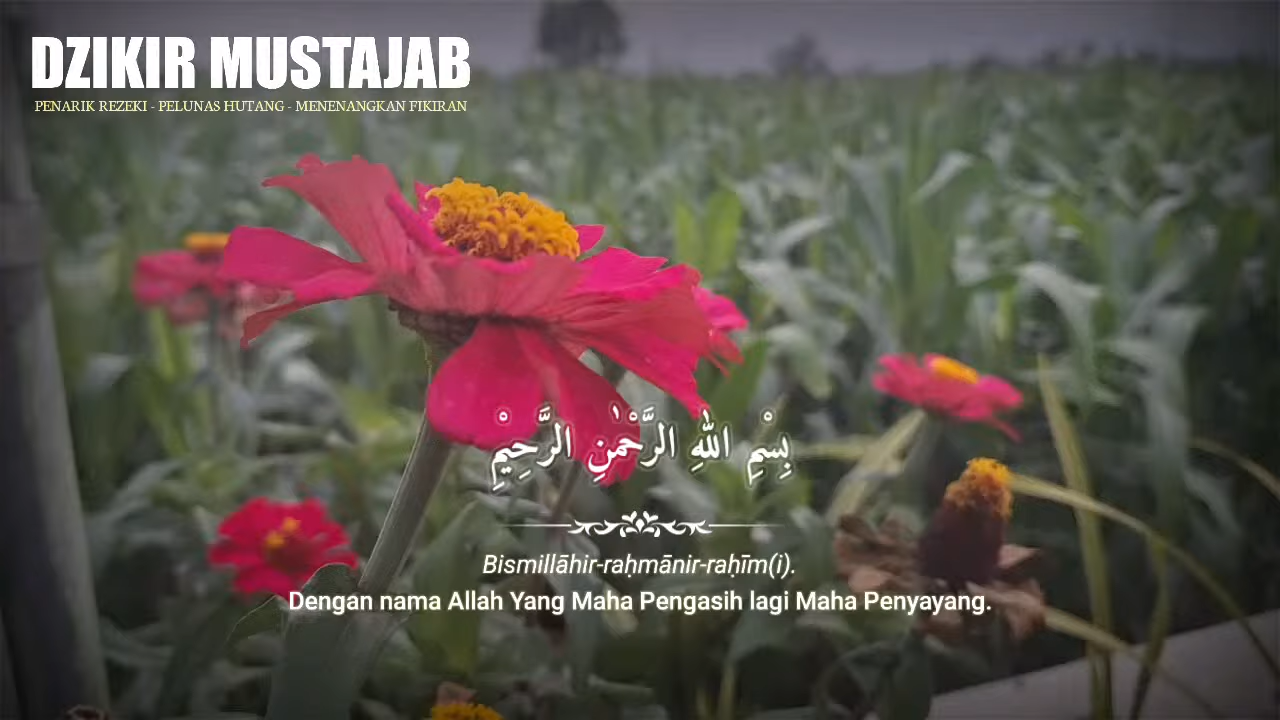 DZIKIR MUSTAJAB
PENARIK REZEKI - PELUNAS HUTANG - MENENANGKAN FIKIRAN
بِسْمِ اللّٰهِ الرَّحْمٰنِ الرَّحِيْمِ
Bismillāhir-raḥmānir-raḥīm(i).
Dengan nama Allah Yang Maha Pengasih lagi Maha Penyayang.